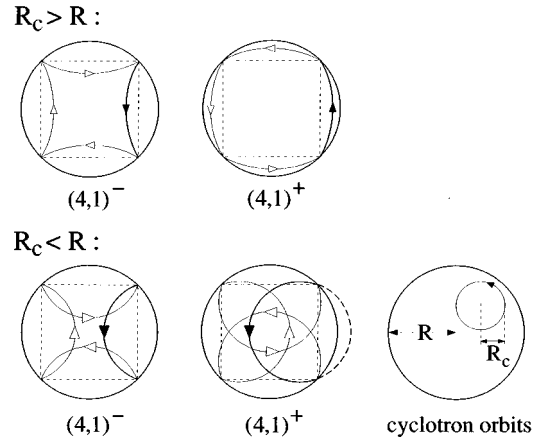 R_c > R :
(4,1)⁻ (4,1)⁺
R_c < R :
R R_c
(4,1)⁻ (4,1)⁺ cyclotron orbits